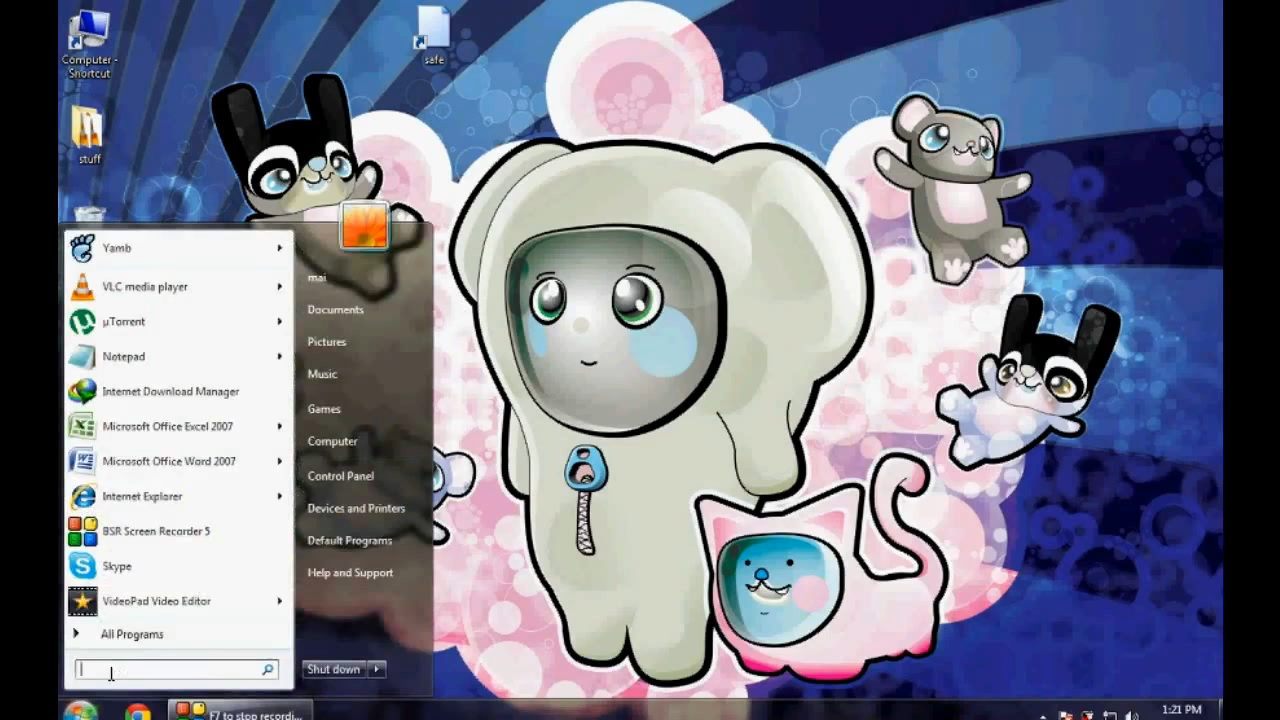 Computer -
Shortcut
safe
stuff
Yamb
VLC media player
µTorrent
Notepad
Internet Download Manager
Microsoft Office Excel 2007
Microsoft Office Word 2007
Internet Explorer
BSR Screen Recorder 5
Skype
VideoPad Video Editor
All Programs
mai
Documents
Pictures
Music
Games
Computer
Control Panel
Devices and Printers
Default Programs
Help and Support
Shut down
F7 to stop recordi...
1:21 PM